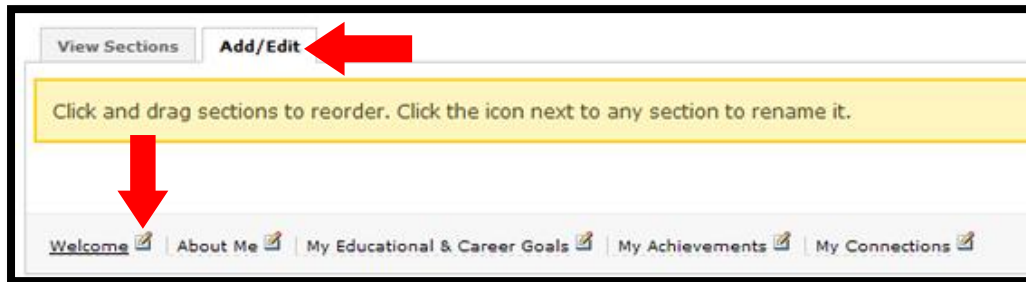 View Sections Add/Edit
Click and drag sections to reorder. Click the icon next to any section to rename it.
Welcome | About Me | My Educational & Career Goals | My Achievements | My Connections